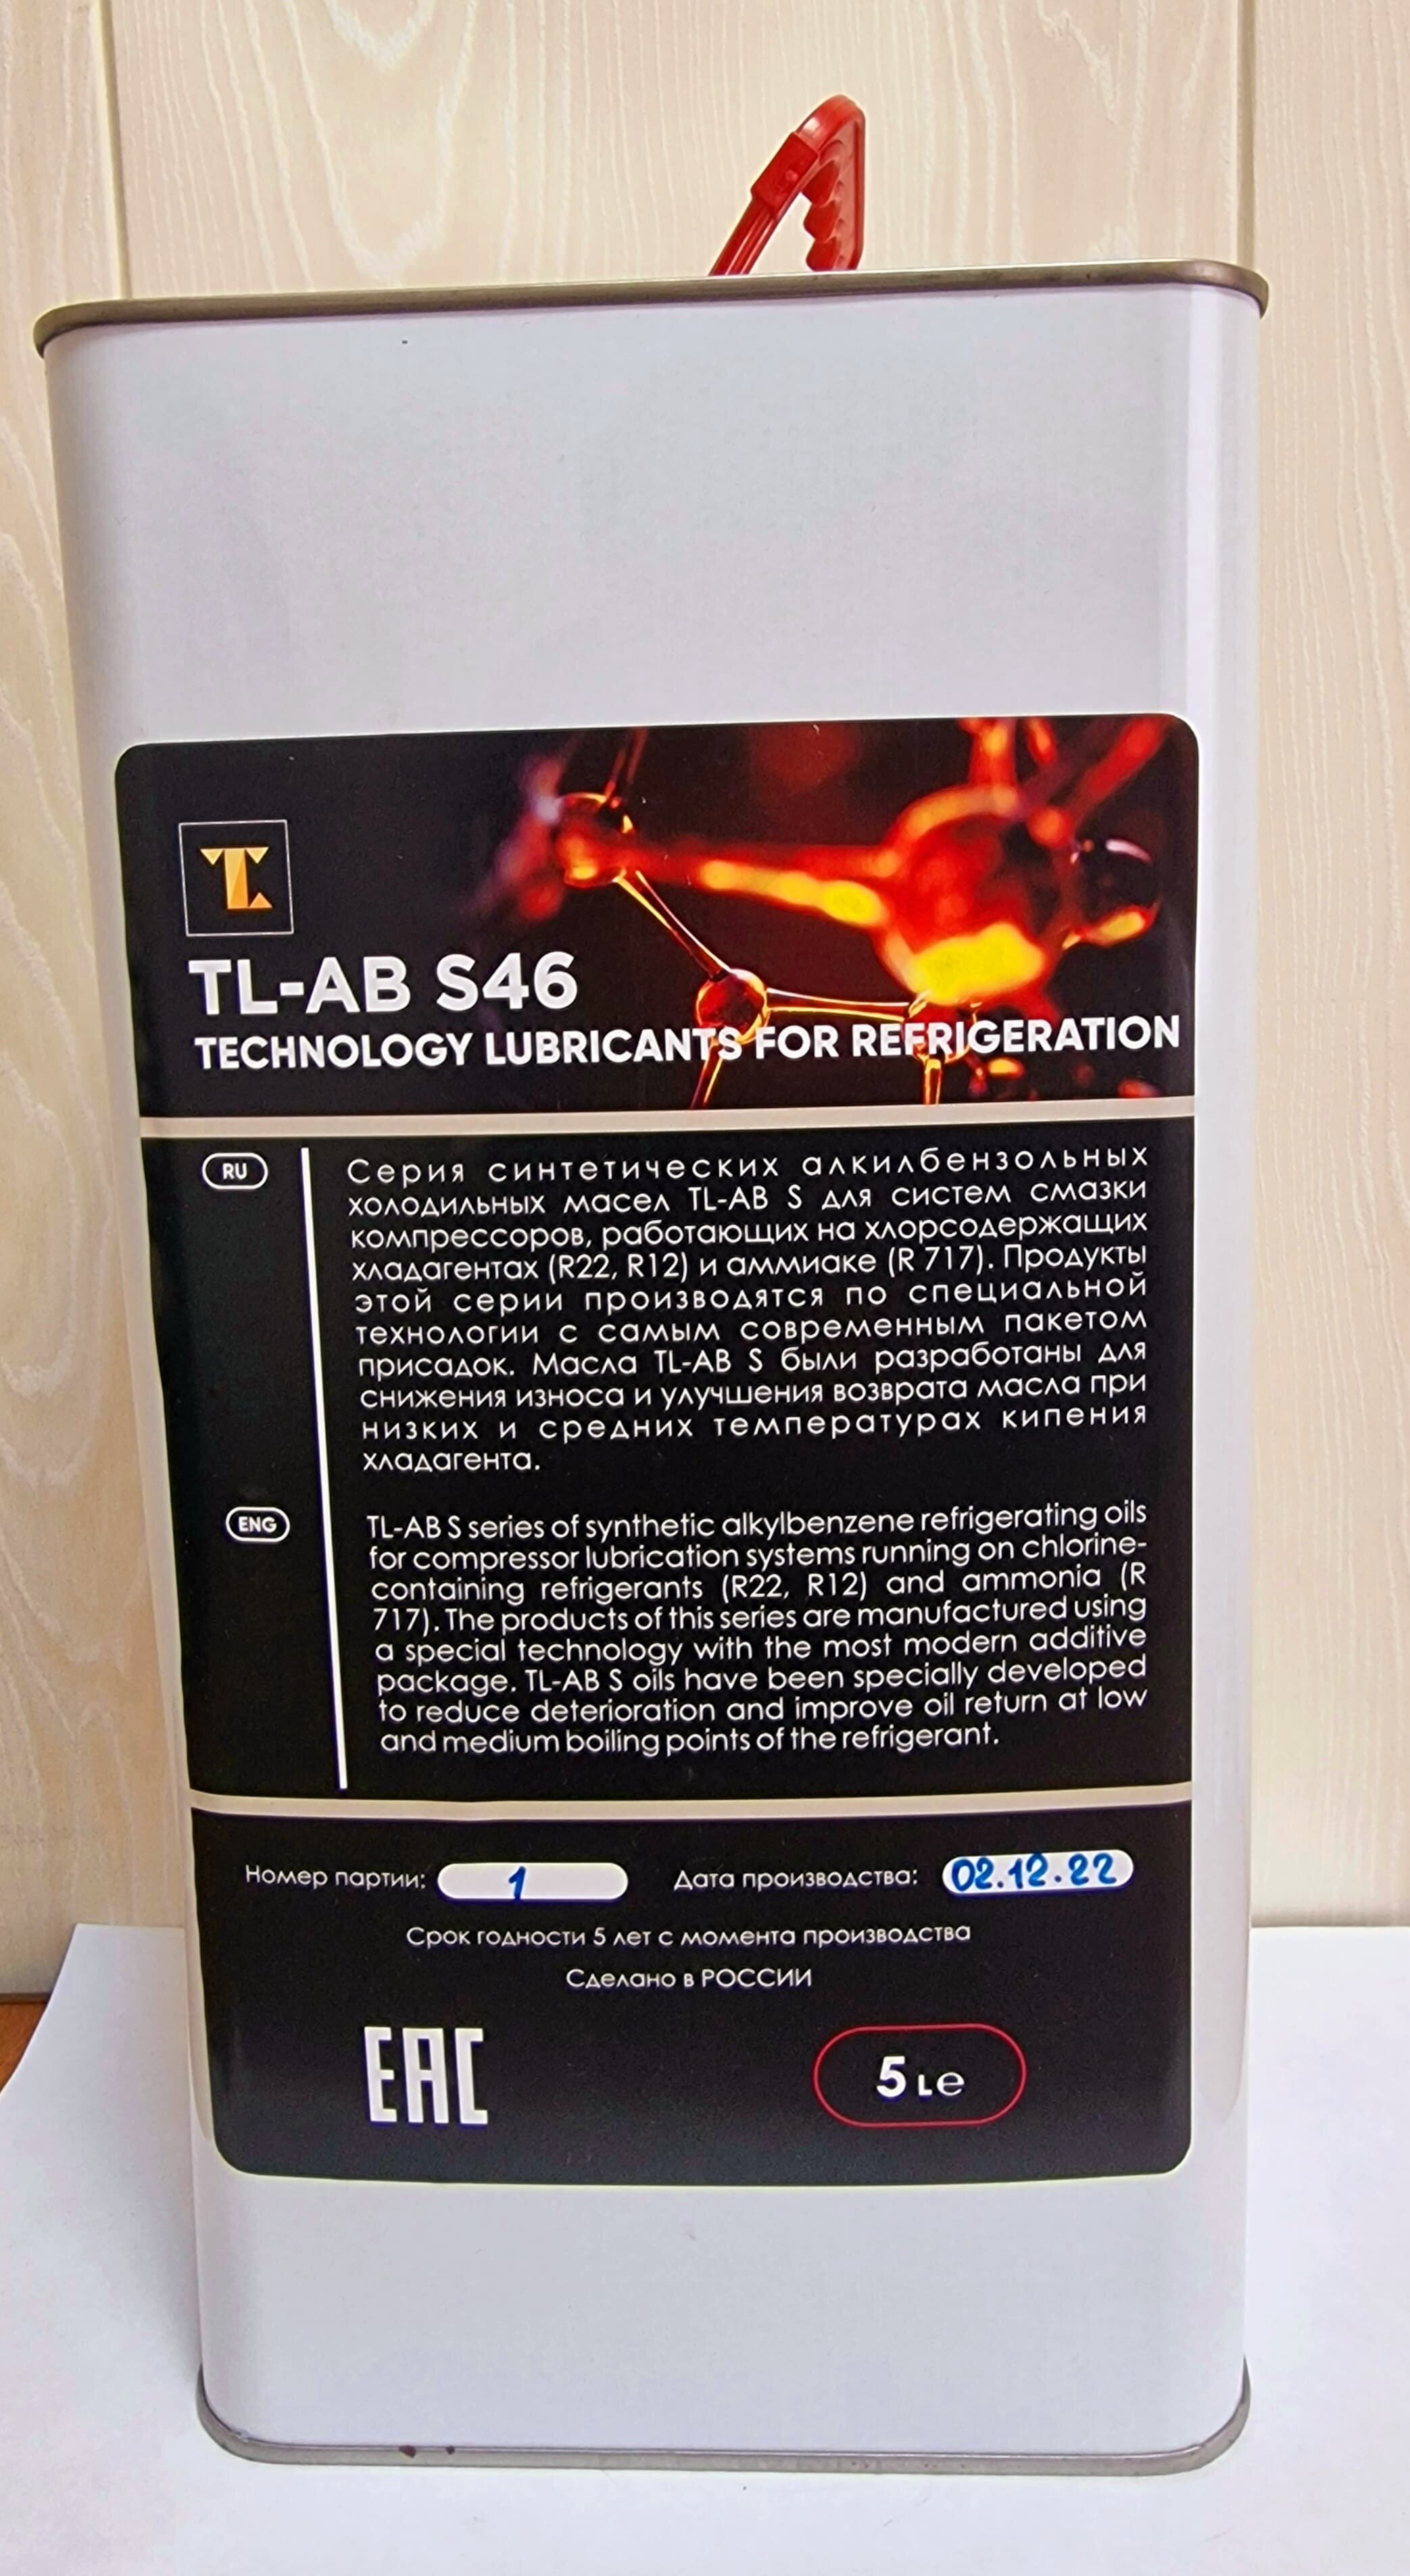 TL
TL-AB S46
TECHNOLOGY LUBRICANTS FOR REFRIGERATION
RU
Серия синтетических алкилбензольных
холодильных масел TL-AB S для систем смазки
компрессоров, работающих на хлорсодержащих
хладагентах (R22, R12) и аммиаке (R 717). Продукты
этой серии производятся по специальной
технологии с самым современным пакетом
присадок. Масла TL-AB S были разработаны для
снижения износа и улучшения возврата масла при
низких и средних температурах кипения
хладагента.
ENG
TL-AB S series of synthetic alkylbenzene refrigerating oils
for compressor lubrication systems running on chlorine-
containing refrigerants (R22, R12) and ammonia (R
717). The products of this series are manufactured using
a special technology with the most modern additive
package. TL-AB S oils have been specially developed
to reduce deterioration and improve oil return at low
and medium boiling points of the refrigerant.
Номер партии: 1 Дата производства: 02.12.22
Срок годности 5 лет с момента производства
Сделано в РОССИИ
EAC
5 Le